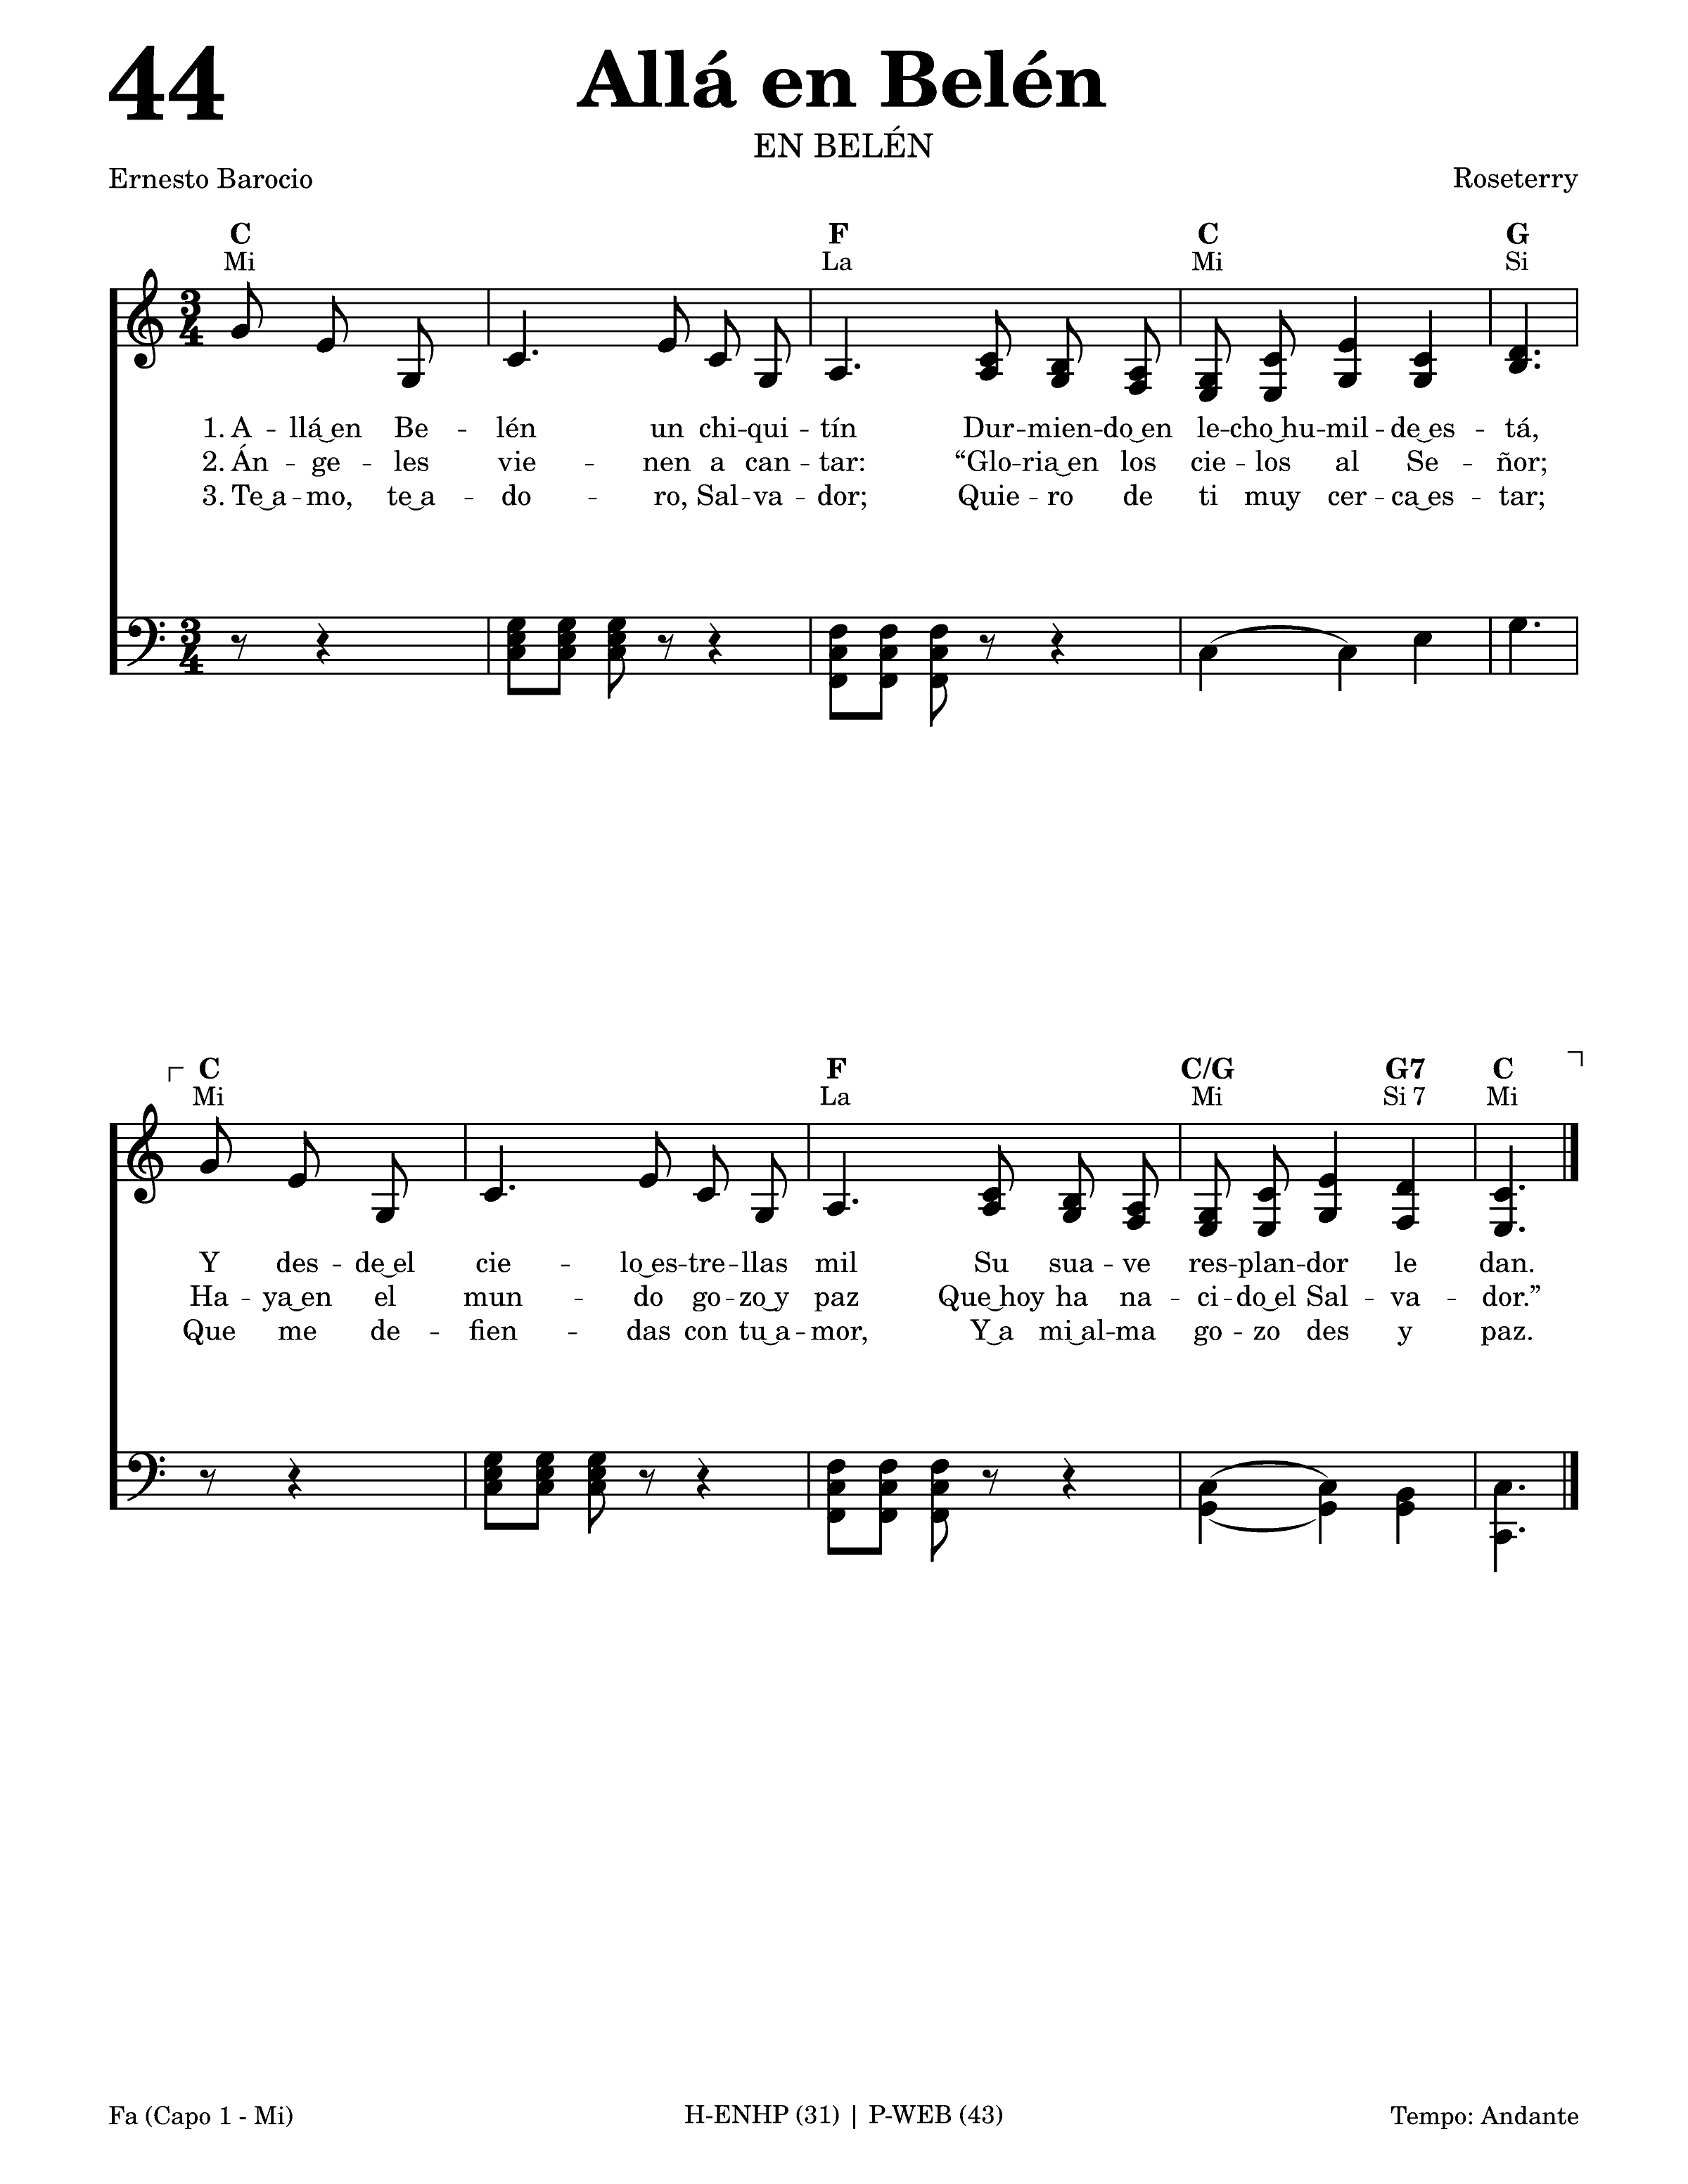 44
Allá en Belén
EN BELÉN
Ernesto Barocio Roseterry
C F C G
Mi La Mi Si
1. A -- llá en Be -- lén un chi -- qui -- tín Dur -- mien -- do en le -- cho hu -- mil -- de es -- tá,
2. Án -- ge -- les vie -- nen a can -- tar: “Glo -- ria en los cie -- los al Se -- ñor;
3. Te a -- mo, te a -- do -- ro, Sal -- va -- dor; Quie -- ro de ti muy cer -- ca es -- tar;
C F C/G G7 C
Mi La Mi Si 7 Mi
Y des -- de el cie -- lo es -- tre -- llas mil Su sua -- ve res -- plan -- dor le dan.
Ha -- ya en el mun -- do go -- zo y paz Que hoy ha na -- ci -- do el Sal -- va -- dor.”
Que me de -- fien -- das con tu a -- mor, Y a mi al -- ma go -- zo des y paz.
Fa (Capo 1 - Mi) H-ENHP (31) | P-WEB (43) Tempo: Andante